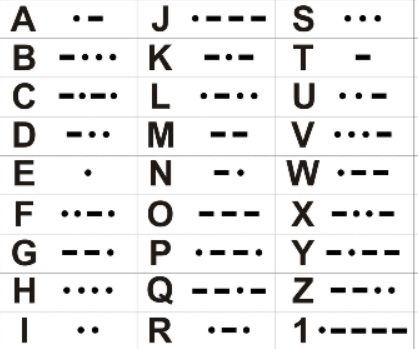 A ·– J ·––– S ···
B –··· K –·– T –
C –·–· L ·–·· U ··–
D –·· M –– V ···–
E · N –· W ·––
F ··–· O ––– X –··–
G ––· P ·––· Y –·––
H ···· Q ––·– Z ––··
I ·· R ·–· 1 ·––––